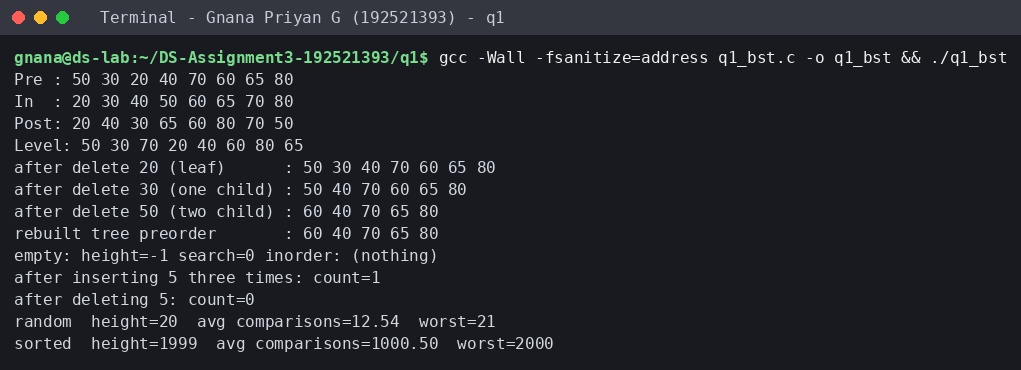 Terminal - Gnana Priyan G (192521393) - q1
gnana@ds-lab:~/DS-Assignment3-192521393/q1$ gcc -Wall -fsanitize=address q1_bst.c -o q1_bst && ./q1_bst
Pre : 50 30 20 40 70 60 65 80
In  : 20 30 40 50 60 65 70 80
Post: 20 40 30 65 60 80 70 50
Level: 50 30 70 20 40 60 80 65
after delete 20 (leaf)      : 50 30 40 70 60 65 80
after delete 30 (one child) : 50 40 70 60 65 80
after delete 50 (two child) : 60 40 70 65 80
rebuilt tree preorder       : 60 40 70 65 80
empty: height=-1 search=0 inorder: (nothing)
after inserting 5 three times: count=1
after deleting 5: count=0
random  height=20  avg comparisons=12.54  worst=21
sorted  height=1999  avg comparisons=1000.50  worst=2000